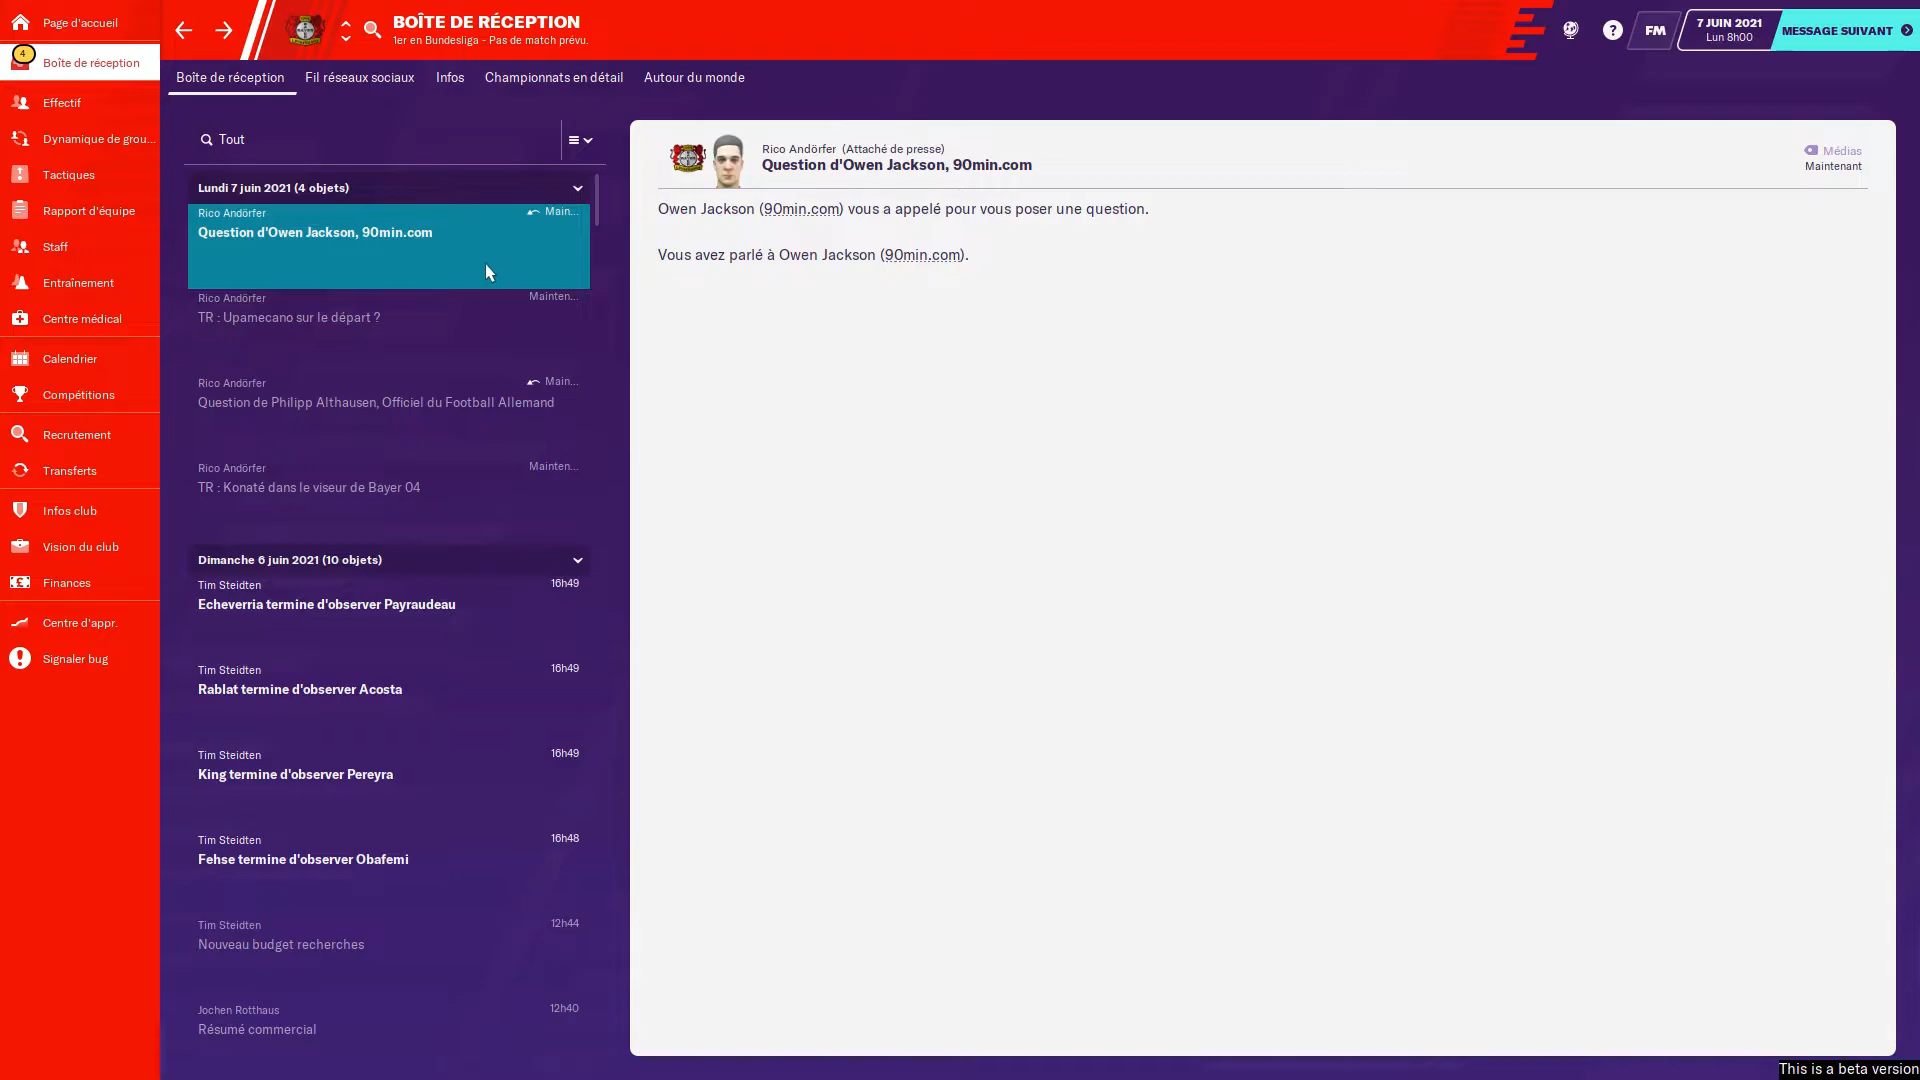 Page d'accueil
4
Boîte de réception
Effectif
Dynamique de grou...
Tactiques
Rapport d'équipe
Staff
Entraînement
Centre médical
Calendrier
Compétitions
Recrutement
Transferts
Infos club
Vision du club
Finances
Centre d'appr.
Signaler bug
BOÎTE DE RÉCEPTION
1er en Bundesliga - Pas de match prévu.
?
FM
7 JUIN 2021
Lun 8h00
MESSAGE SUIVANT
Boîte de réception
Fil réseaux sociaux
Infos
Championnats en détail
Autour du monde
Tout
Lundi 7 juin 2021 (4 objets)
Rico Andörfer
Main...
Question d'Owen Jackson, 90min.com
Rico Andörfer
Mainten...
TR : Upamecano sur le départ ?
Rico Andörfer
Main...
Question de Philipp Althausen, Officiel du Football Allemand
Rico Andörfer
Mainten...
TR : Konaté dans le viseur de Bayer 04
Dimanche 6 juin 2021 (10 objets)
Tim Steidten
16h49
Echeverria termine d'observer Payraudeau
Tim Steidten
16h49
Rablat termine d'observer Acosta
Tim Steidten
16h49
King termine d'observer Pereyra
Tim Steidten
16h48
Fehse termine d'observer Obafemi
Tim Steidten
12h44
Nouveau budget recherches
Jochen Rotthaus
12h40
Résumé commercial
Rico Andörfer (Attaché de presse)
Question d'Owen Jackson, 90min.com
Médias
Maintenant
Owen Jackson (90min.com) vous a appelé pour vous poser une question.
Vous avez parlé à Owen Jackson (90min.com).
This is a beta version